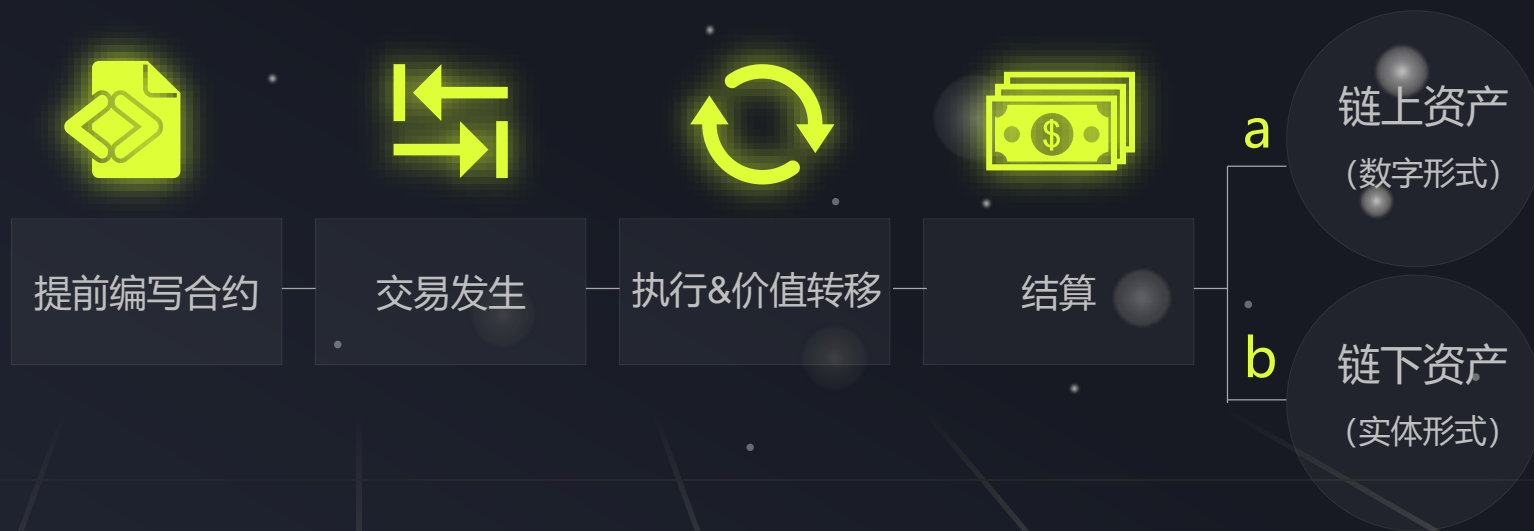 提前编写合约
交易发生
执行&价值转移
结算
a
链上资产
（数字形式）
b
链下资产
（实体形式）